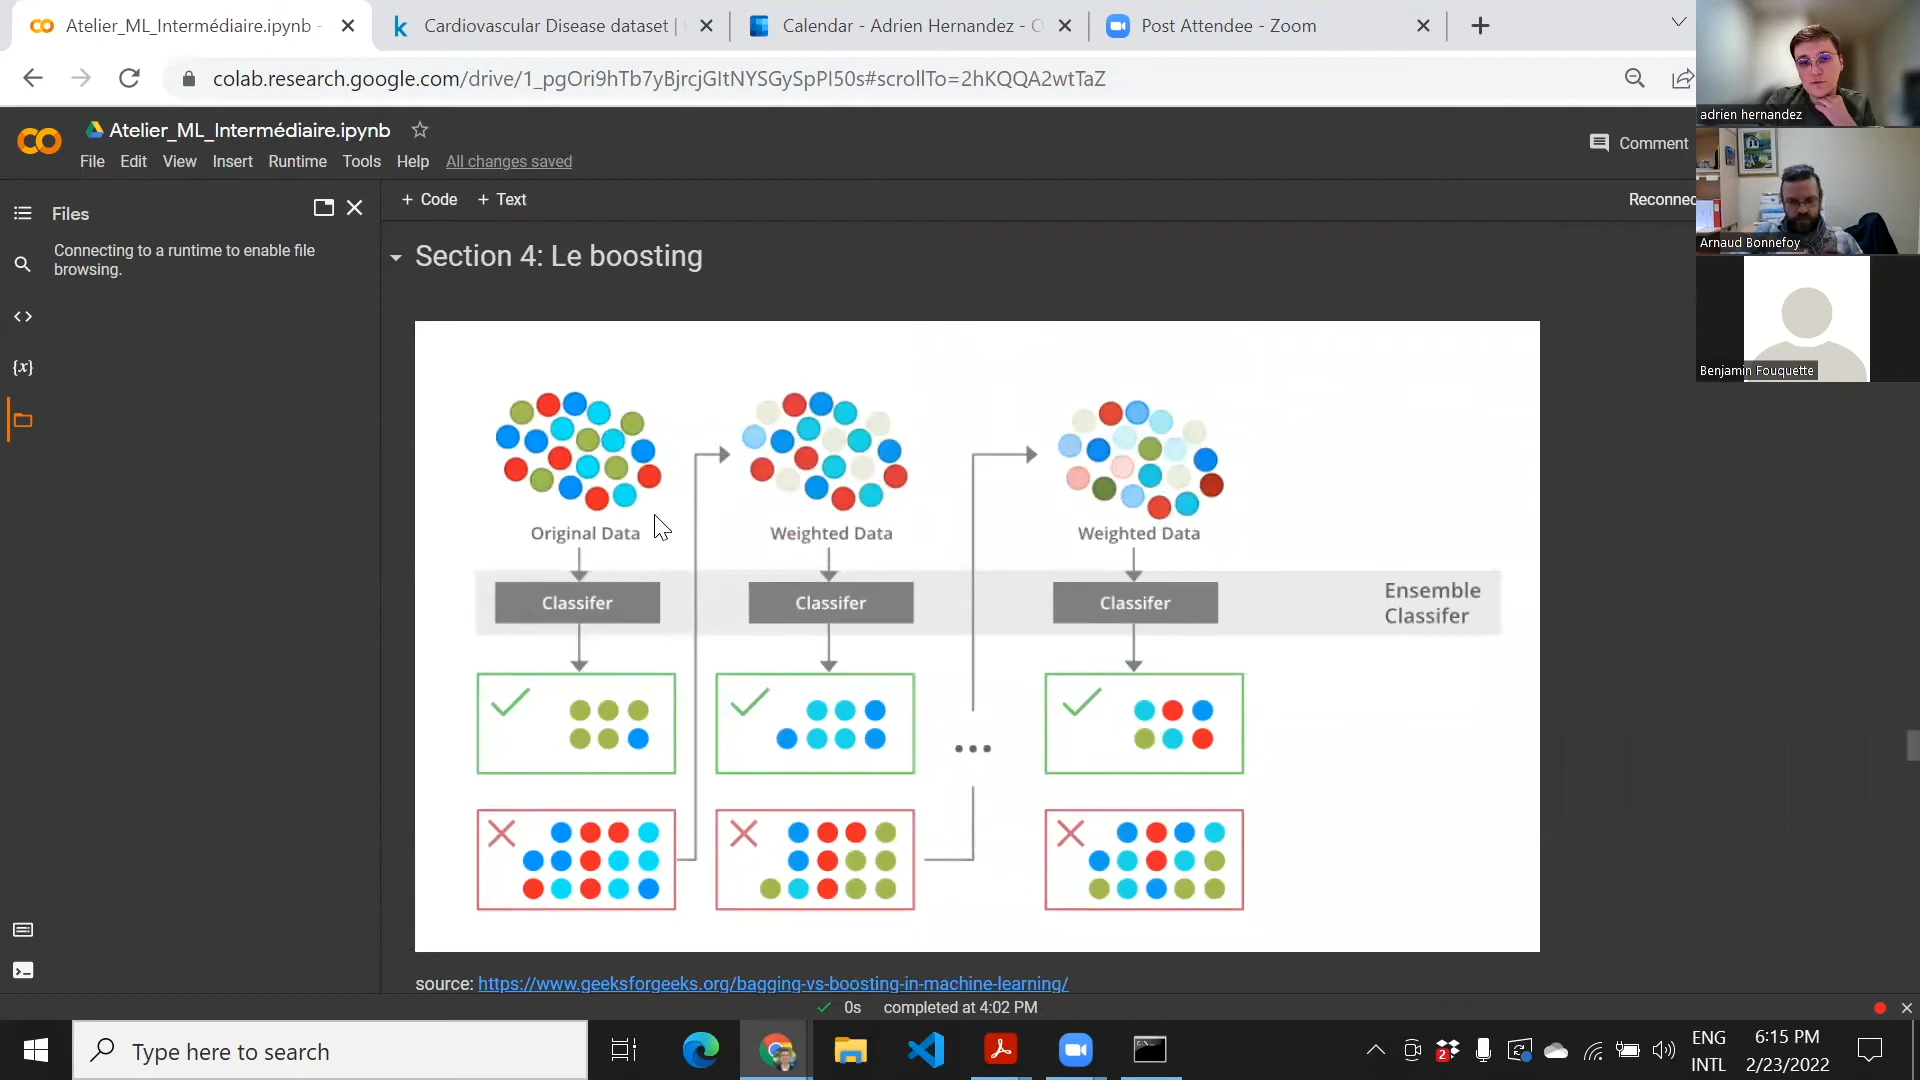 Atelier_ML_Intermédiaire.ipynb -
Cardiovascular Disease dataset |
Calendar - Adrien Hernandez - O
Post Attendee - Zoom
colab.research.google.com/drive/1_pgOri9hTb7yBjrcjGItNYSGySpPI50s#scrollTo=2hKQQA2wtTaZ
adrien hernandez
Atelier_ML_Intermédiaire.ipynb
Comment
File Edit View Insert Runtime Tools Help All changes saved
Files
+ Code + Text
Reconnec
Arnaud Bonnefoy
Connecting to a runtime to enable file
browsing.
Section 4: Le boosting
Benjamin Fouquette
Original Data
Weighted Data
Weighted Data
Classifer
Classifer
Classifer
Ensemble
Classifer
source: https://www.geeksforgeeks.org/bagging-vs-boosting-in-machine-learning/
0s completed at 4:02 PM
Type here to search
2
ENG
INTL
6:15 PM
2/23/2022